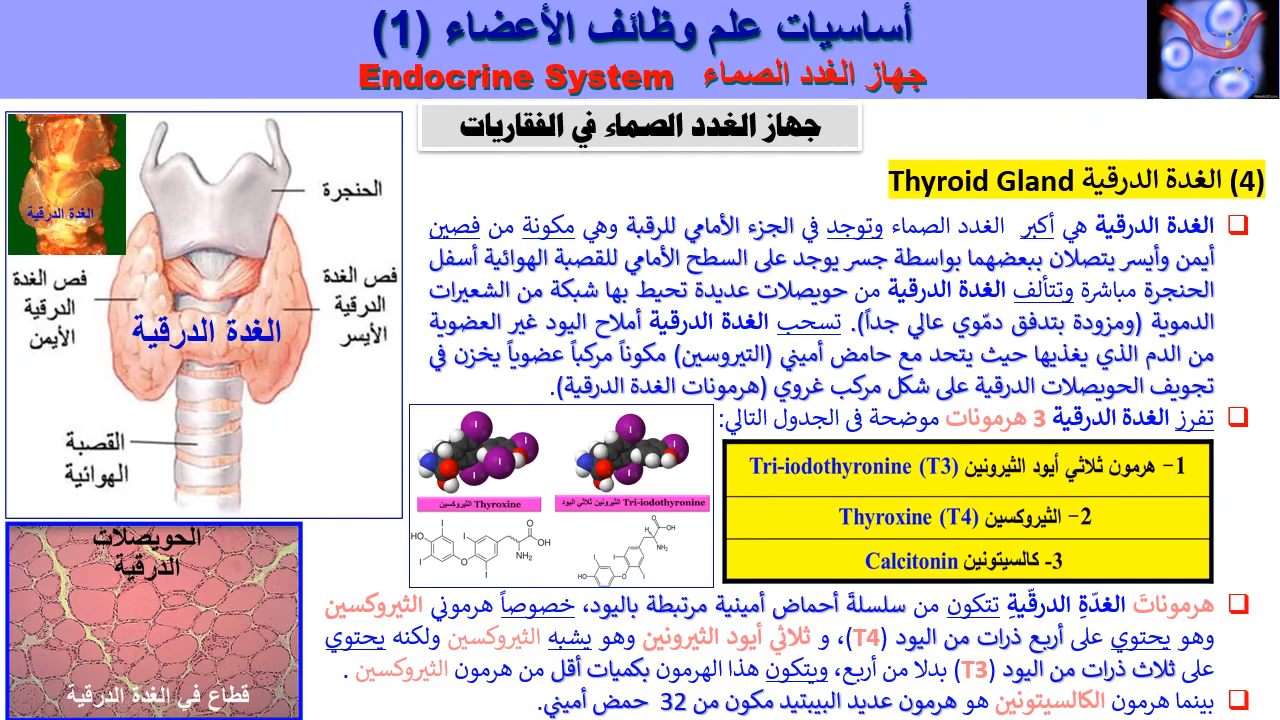 أساسيات علم وظائف الأعضاء (1)
جهاز الغدد الصماء Endocrine System
جهاز الغدد الصماء في الفقاريات
(4) الغدة الدرقية Thyroid Gland
الغدة الدرقية هي أكبر الغدد الصماء وتوجد في الجزء الأمامي للرقبة وهي مكونة من فصين
أيمن وأيسر يتصلان ببعضهما بواسطة جسر يوجد على السطح الأمامي للقصبة الهوائية أسفل
الحنجرة مباشرة وتتألف الغدة الدرقية من حويصلات عديدة تحيط بها شبكة من الشعيرات
الدموية (ومزودة بتدفق دمّوي عالي جداً). تسحب الغدة الدرقية أملاح اليود غير العضوية
من الدم الذي يغذيها حيث يتحد مع حامض أميني (التيروسين) مكوناً مركباً عضوياً يخزن في
تجويف الحويصلات الدرقية على شكل مركب غروي (هرمونات الغدة الدرقية).
تفرز الغدة الدرقية 3 هرمونات موضحة فى الجدول التالي:
1- هرمون ثلاثي أيود الثيرونين Tri-iodothyronine (T3)
2- الثيروكسين Thyroxine (T4)
3- كالسيتونين Calcitonin
هرموناتَ الغدّةِ الدرقّيةِ تتكون من سلسلةَ أحماض أمينية مرتبطة باليود، خصوصاً هرموني الثيروكسين
وهو يحتوي على أربع ذرات من اليود (T4)، و ثلاثي أيود الثيرونين وهو يشبه الثيروكسين ولكنه يحتوي
على ثلاث ذرات من اليود (T3) بدلا من أربع، ويتكون هذا الهرمون بكميات أقل من هرمون الثيروكسين .
بينما هرمون الكالسيتونين هو هرمون عديد الببتيد مكون من 32 حمض أميني.
الغدة الدرقية
الحنجرة
فص الغدة
الدرقية
الأيمن
فص الغدة
الدرقية
الأيسر
الغدة الدرقية
القصبة
الهوائية
الحويصلات
الدرقية
قطاع في الغدة الدرقية
I I I I
I I I
الثيروكسين Thyroxine
الثيرونين ثلاثي اليود Tri-iodothyronine
HO I I O I I O OH NH₂
HO I I O I H O OH NH₂